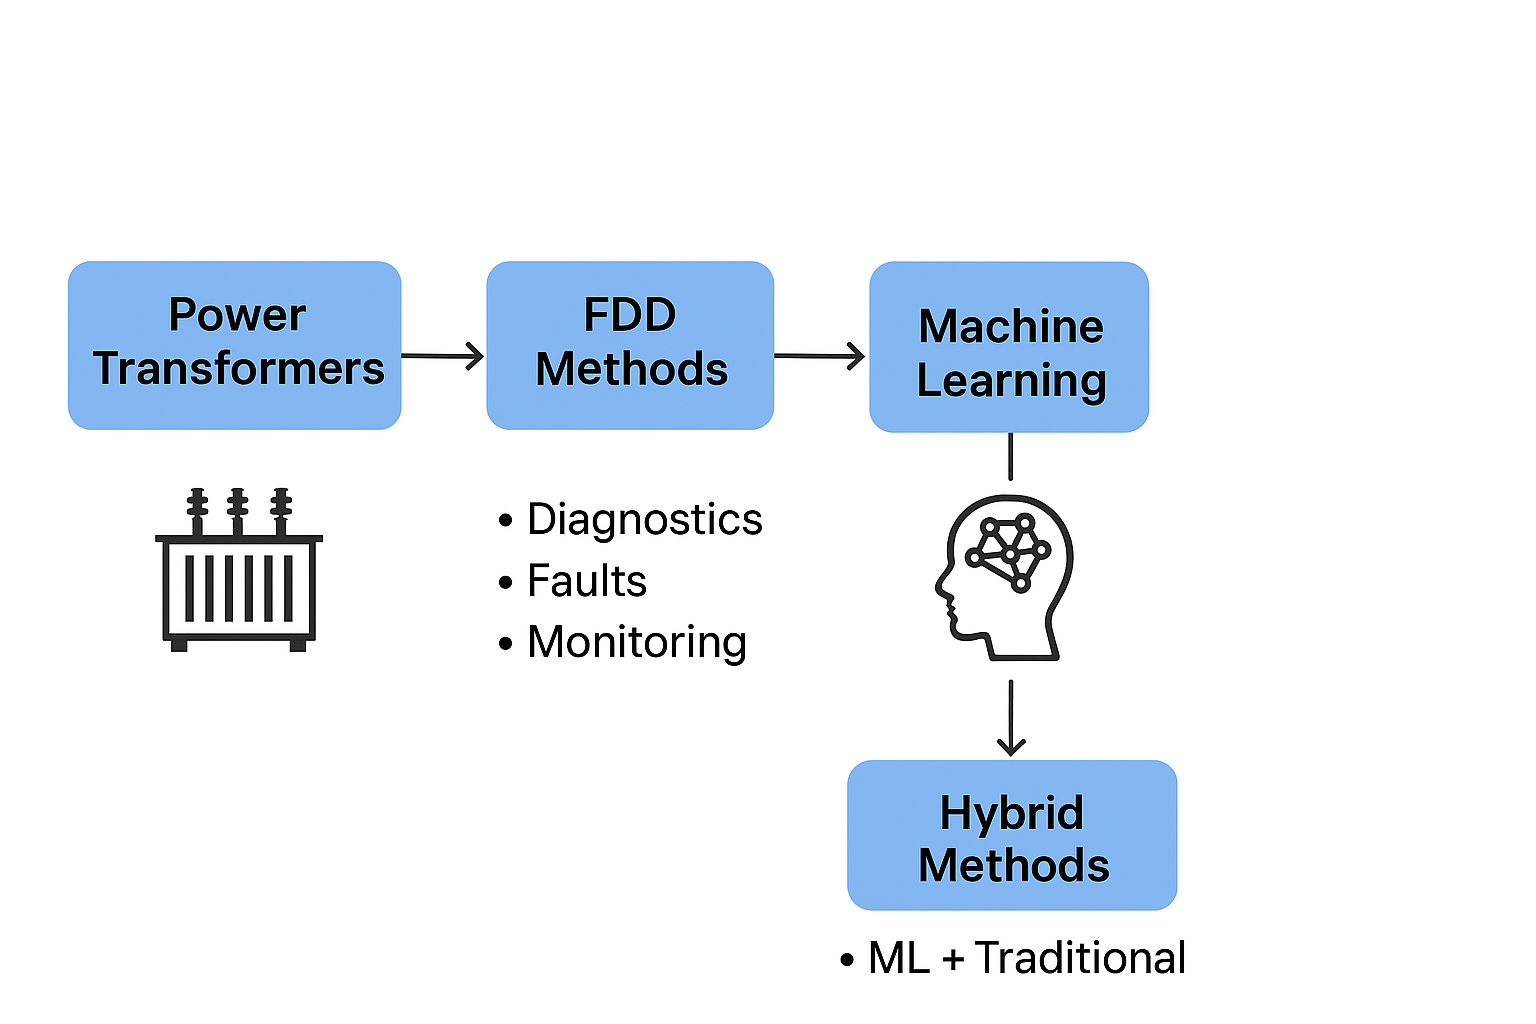 Power
Transformers
FDD
Methods
Machine
Learning
• Diagnostics
• Faults
• Monitoring
Hybrid
Methods
• ML + Traditional